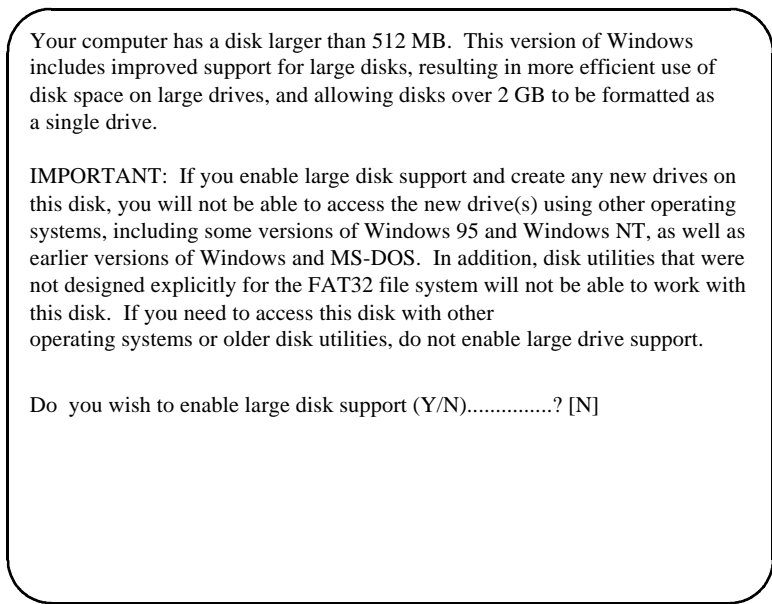 Your computer has a disk larger than 512 MB.  This version of Windows
includes improved support for large disks, resulting in more efficient use of
disk space on large drives, and allowing disks over 2 GB to be formatted as
a single drive.
IMPORTANT:  If you enable large disk support and create any new drives on
this disk, you will not be able to access the new drive(s) using other operating
systems, including some versions of Windows 95 and Windows NT, as well as
earlier versions of Windows and MS-DOS.  In addition, disk utilities that were
not designed explicitly for the FAT32 file system will not be able to work with
this disk.  If you need to access this disk with other
operating systems or older disk utilities, do not enable large drive support.
Do  you wish to enable large disk support (Y/N)...............? [N]